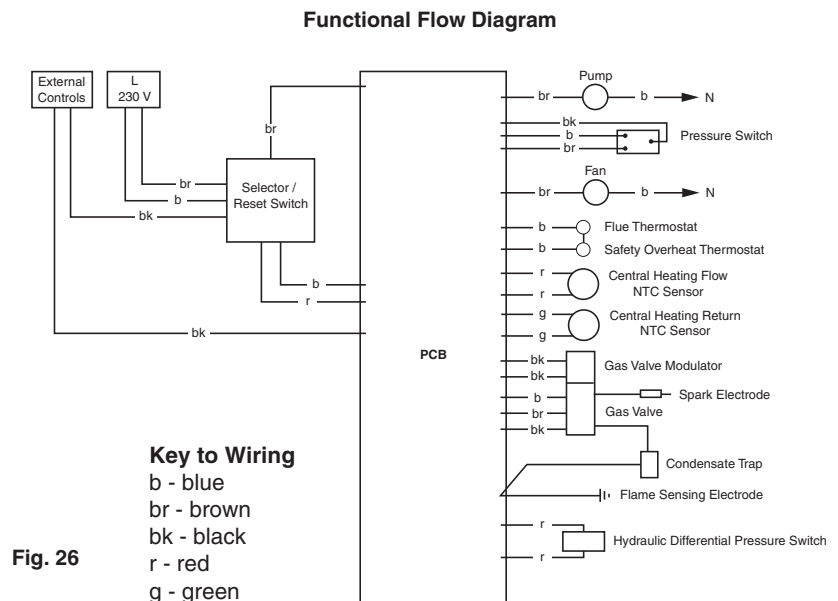 Functional Flow Diagram
External
Controls
L
230 V
br
br
b
bk
Selector /
Reset Switch
b
r
bk
PCB
Pump
br
b
N
bk
b
br
Pressure Switch
Fan
br
b
N
b
Flue Thermostat
b
Safety Overheat Thermostat
r
r
Central Heating Flow
NTC Sensor
g
g
Central Heating Return
NTC Sensor
bk
bk
Gas Valve Modulator
Spark Electrode
b
br
bk
Gas Valve
Condensate Trap
Flame Sensing Electrode
r
r
Hydraulic Differential Pressure Switch
Key to Wiring
b - blue
br - brown
bk - black
r - red
g - green
Fig. 26